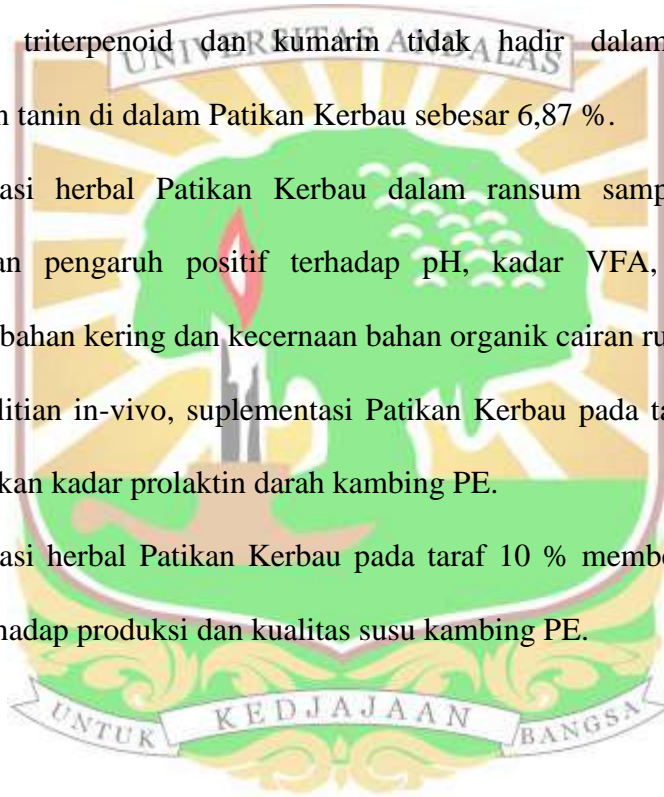 triterpenoid dan kumarin tidak hadir dalam
UNIVERSITAS ANDALAS
n tanin di dalam Patikan Kerbau sebesar 6,87 %.
asi herbal Patikan Kerbau dalam ransum samp
an pengaruh positif terhadap pH, kadar VFA,
bahan kering dan kecernaan bahan organik cairan ru
litian in-vivo, suplementasi Patikan Kerbau pada ta
kan kadar prolaktin darah kambing PE.
asi herbal Patikan Kerbau pada taraf 10 % membe
hadap produksi dan kualitas susu kambing PE.
UNTUK KEDJAJAAN BANGSA